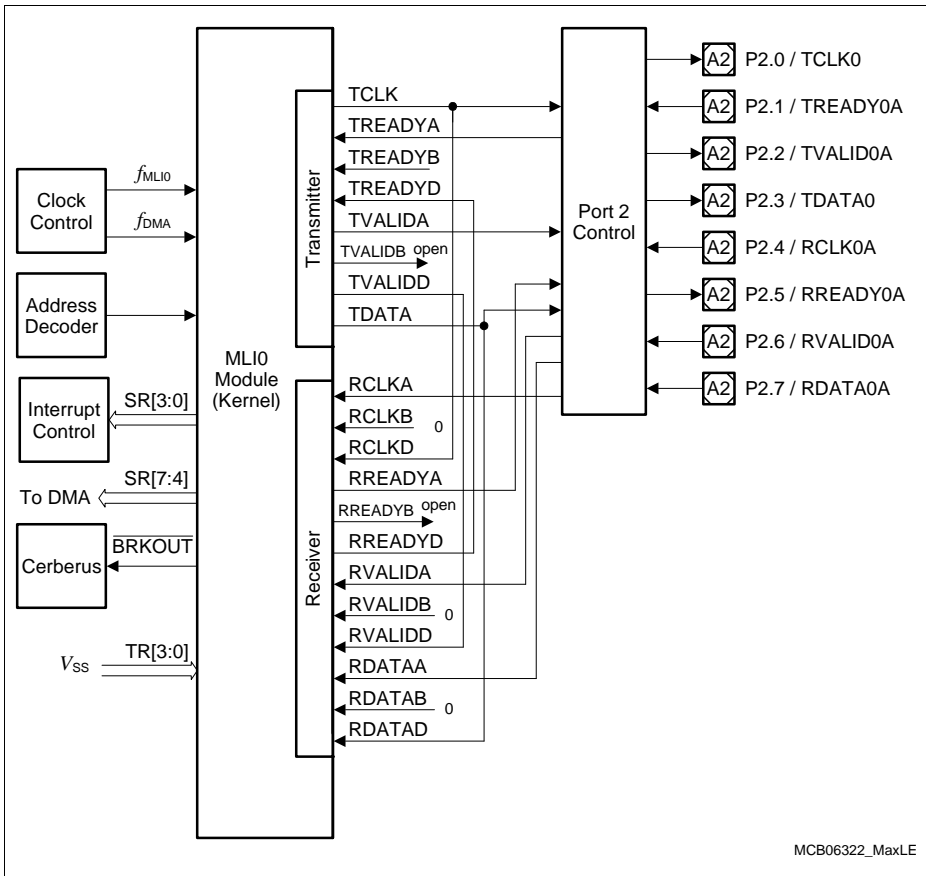 Clock
Control
fMLI0
fDMA
Address
Decoder
Interrupt
Control
SR[3:0]
To DMA
SR[7:4]
Cerberus
BRKOUT
VSS
TR[3:0]
MLI0
Module
(Kernel)
Transmitter
TCLK
TREADYA
TREADYB
TREADYD
TVALIDA
TVALIDB open
TVALIDD
TDATA
Receiver
RCLKA
RCLKB 0
RCLKD
RREADYA
RREADYB open
RREADYD
RVALIDA
RVALIDB 0
RVALIDD
RDATAA
RDATAB 0
RDATAD
Port 2
Control
A2 P2.0 / TCLK0
A2 P2.1 / TREADY0A
A2 P2.2 / TVALID0A
A2 P2.3 / TDATA0
A2 P2.4 / RCLK0A
A2 P2.5 / RREADY0A
A2 P2.6 / RVALID0A
A2 P2.7 / RDATA0A
MCB06322_MaxLE